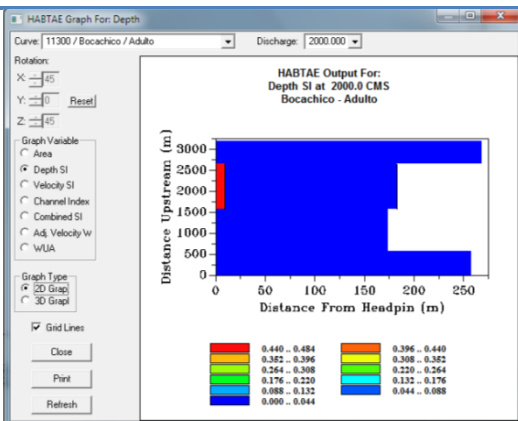 HABTAE Graph For: Depth
Curve: 11300 / Bocachico / Adulto
Discharge: 2000.000
Rotation:
X: 45
Y: 0 Reset
Z: 45
Graph Variable
Area
Depth SI
Velocity SI
Channel Index
Combined SI
Adj. Velocity W
WUA
Graph Type
2D Grap
3D Grapl
Grid Lines
Close
Print
Refresh
HABTAE Output For:
Depth SI at 2000.0 CMS
Bocachico - Adulto
Distance Upstream (m)
3000
2500
2000
1500
1000
500
0
0 50 100 150 200 250
Distance From Headpin (m)
0.440 .. 0.484 0.396 .. 0.440
0.352 .. 0.396 0.308 .. 0.352
0.264 .. 0.308 0.220 .. 0.264
0.176 .. 0.220 0.132 .. 0.176
0.088 .. 0.132 0.044 .. 0.088
0.000 .. 0.044